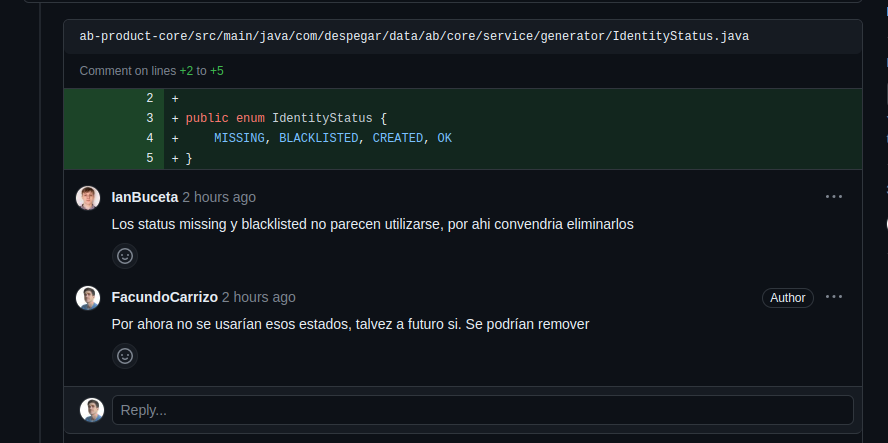 ab-product-core/src/main/java/com/despegar/data/ab/core/service/generator/IdentityStatus.java
Comment on lines +2 to +5
2 +
3 + public enum IdentityStatus {
4 + MISSING, BLACKLISTED, CREATED, OK
5 + }
IanBuceta 2 hours ago
Los status missing y blacklisted no parecen utilizarse, por ahi convendria eliminarlos
FacundoCarrizo 2 hours ago Author
Por ahora no se usarían esos estados, talvez a futuro si. Se podrían remover
Reply...